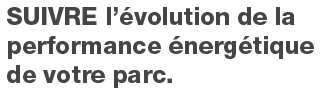 SUIVRE l’évolution de la
performance énergétique
de votre parc.